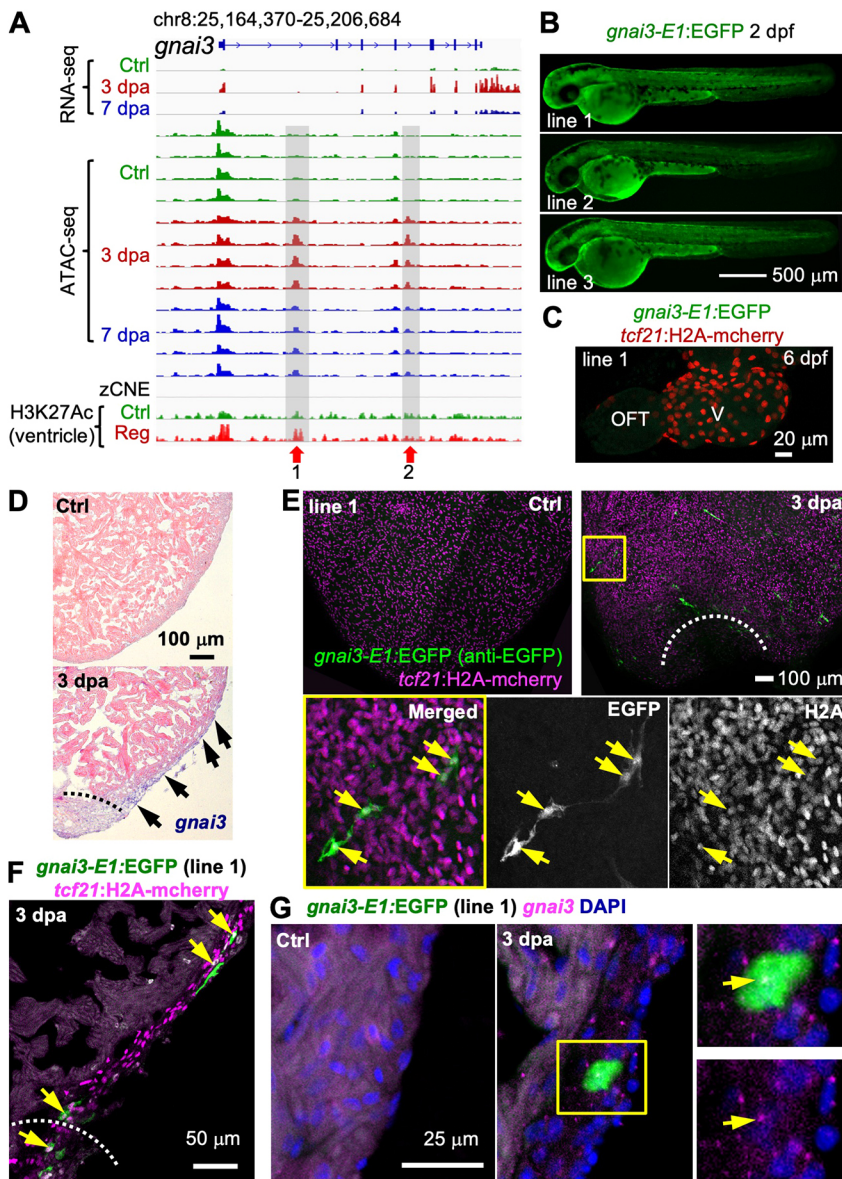 A
chr8:25,164,370-25,206,684
gnai3
RNA-seq
Ctrl
3 dpa
7 dpa
ATAC-seq
Ctrl
3 dpa
7 dpa
zCNE
H3K27Ac
(ventricle)
Ctrl
Reg
1
2
B
gnai3-E1:EGFP 2 dpf
line 1
line 2
line 3
500 μm
C
gnai3-E1:EGFP
tcf21:H2A-mcherry
line 1
6 dpf
OFT
V
20
μm
D
Ctrl
100 μm
3 dpa
gnai3
E
line 1
Ctrl
3 dpa
gnai3-E1:EGFP (anti-EGFP)
tcf21:H2A-mcherry
100 μm
Merged
EGFP
H2A
F
gnai3-E1:EGFP (line 1)
tcf21:H2A-mcherry
3 dpa
50 μm
G
gnai3-E1:EGFP (line 1) gnai3 DAPI
Ctrl
3 dpa
25 μm